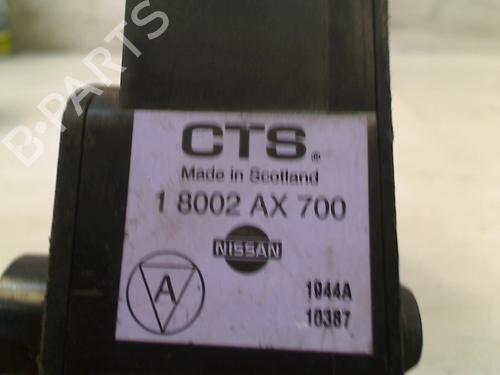 B-PARTS
CTS®
Made in Scotland
1 8002 AX 700
NISSAN
A
1944A
10387